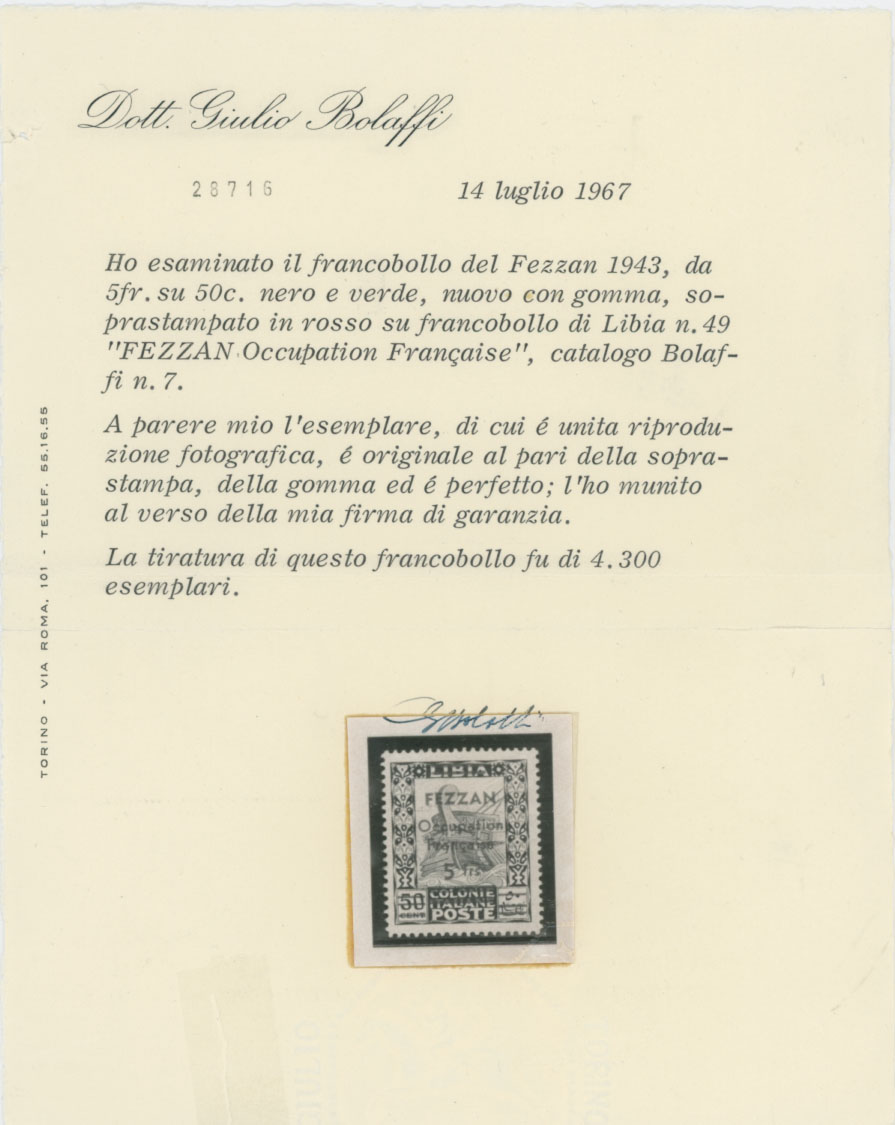 Dott. Giulio Bolaffi
28716
14 luglio 1967
Ho esaminato il francobollo del Fezzan 1943, da
5fr. su 50c. nero e verde, nuovo con gomma, so-
prastampato in rosso su francobollo di Libia n. 49
"FEZZAN Occupation Française", catalogo Bolaf-
fi n. 7.
A parere mio l'esemplare, di cui é unita riprodu-
zione fotografica, é originale al pari della sopra-
stampa, della gomma ed é perfetto; l'ho munito
al verso della mia firma di garanzia.
La tiratura di questo francobollo fu di 4.300
esemplari.
TORINO - VIA ROMA, 101 - TELEF. 55.16.55
GBolaffi
LIBIA
FEZZAN
Occupation
Française
5 frs
50 COLONIE
CENT ITALIANE
POSTE